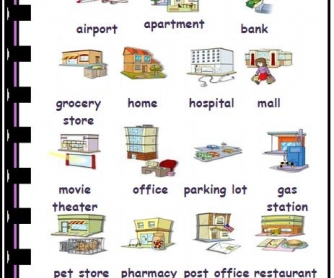 airport apartment bank
grocery home hospital mall
store
movie office parking lot gas
theater station
pet store pharmacy post office restaurant